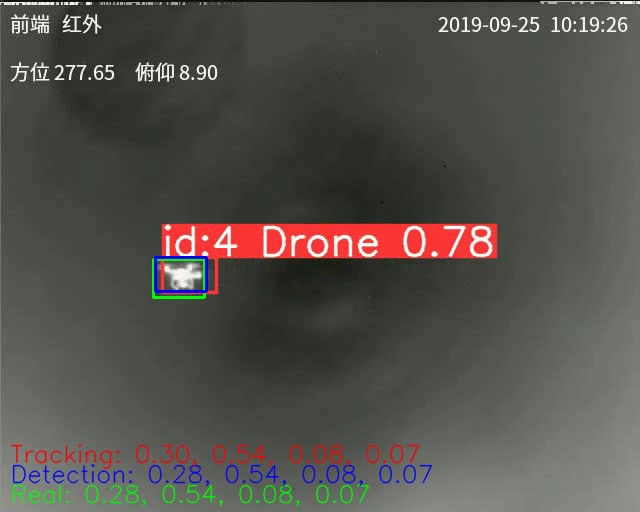 前端 红外 2019-09-25 10:19:26
方位 277.65 俯仰 8.90
id:4 Drone 0.78
Tracking: 0.30, 0.54, 0.08, 0.07
Detection: 0.28, 0.54, 0.08, 0.07
Real: 0.28, 0.54, 0.08, 0.07